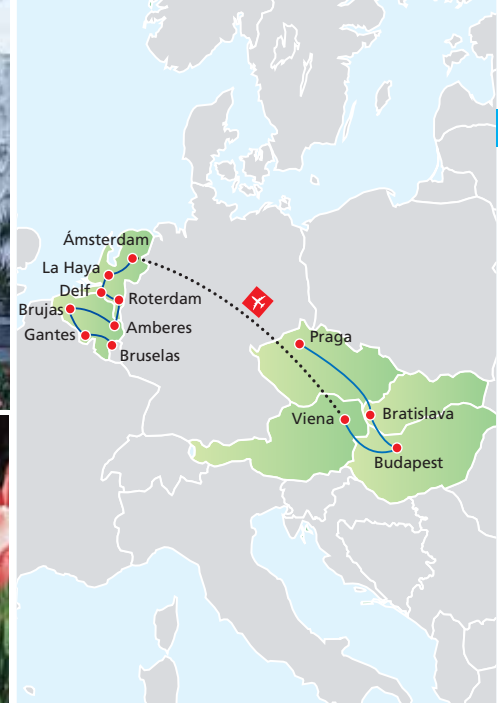 Ámsterdam
La Haya
Delf
Roterdam
Brujas
Amberes
Gantes
Bruselas
Praga
Viena
Bratislava
Budapest